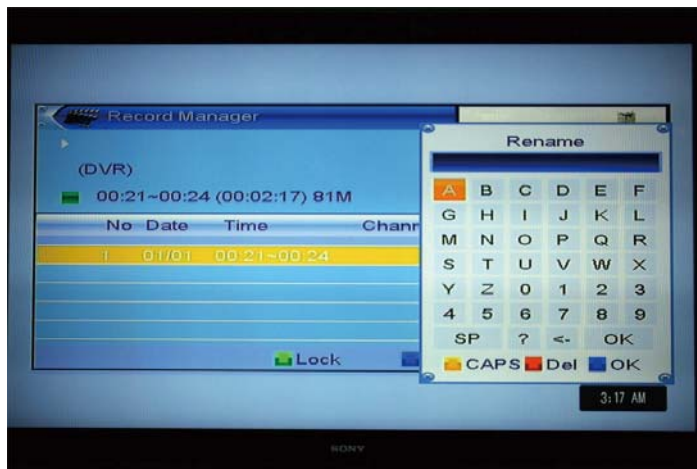 Record Manager
(DVR)
00:21~00:24 (00:02:17) 81M
No Date Time Chann
1 01/01 00:21~00:24
Lock
Rename
A B C D E F
G H I J K L
M N O P Q R
S T U V W X
Y Z 0 1 2 3
4 5 6 7 8 9
SP ? <- OK
CAPS Del OK
3:17 AM
SONY